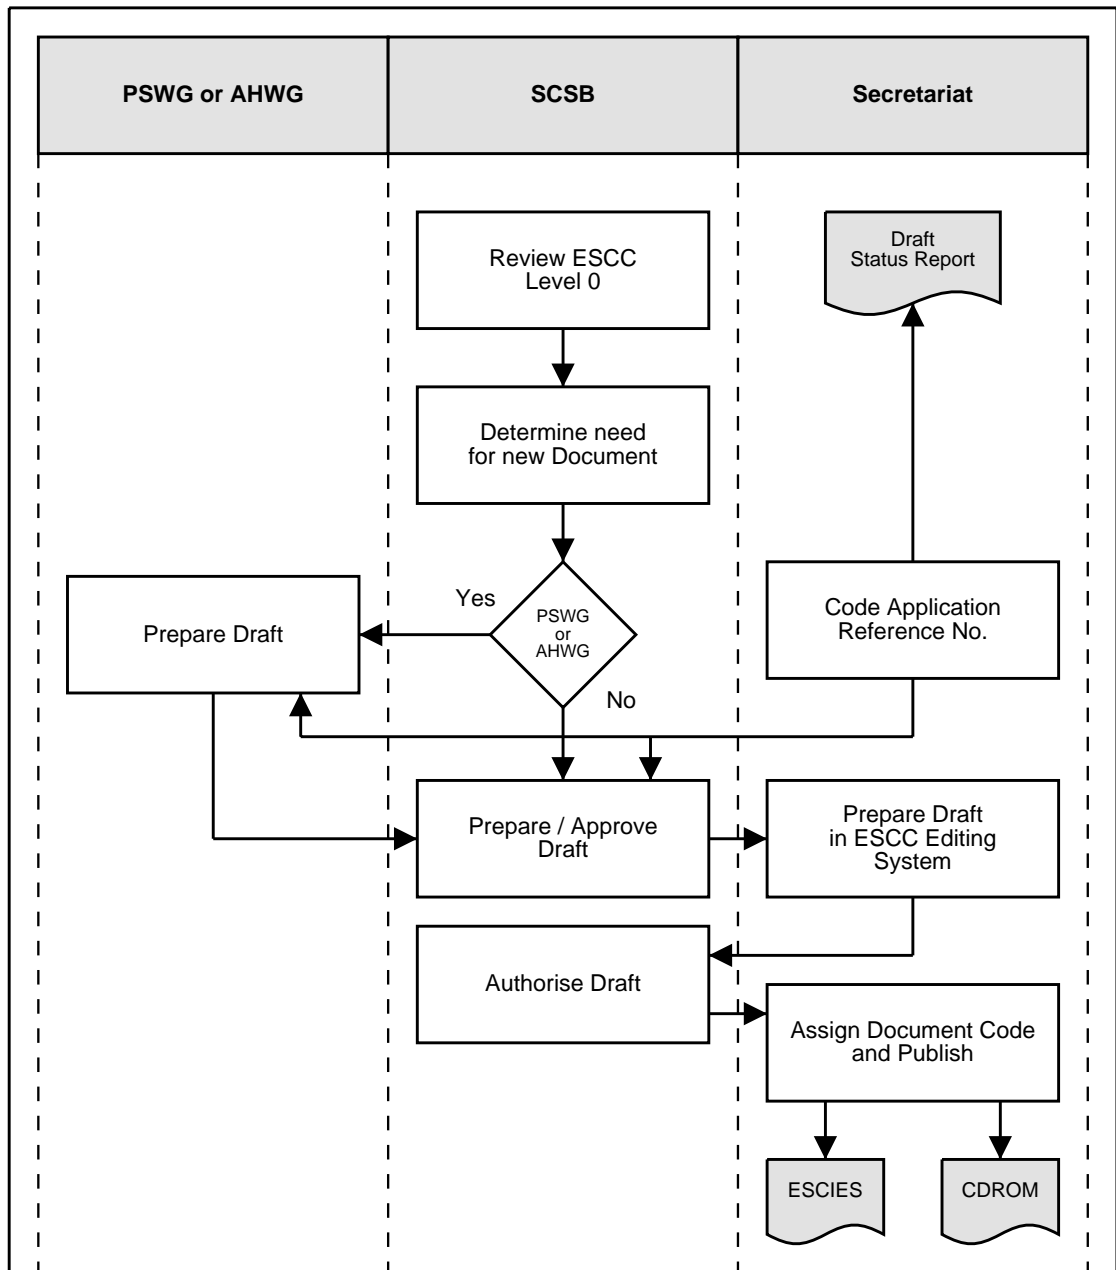 PSWG or AHWG
SCSB
Secretariat
Review ESCC
Level 0
Draft
Status Report
Determine need
for new Document
Yes
PSWG
or
AHWG
No
Prepare Draft
Code Application
Reference No.
Prepare / Approve
Draft
Prepare Draft
in ESCC Editing
System
Authorise Draft
Assign Document Code
and Publish
ESCIES
CDROM